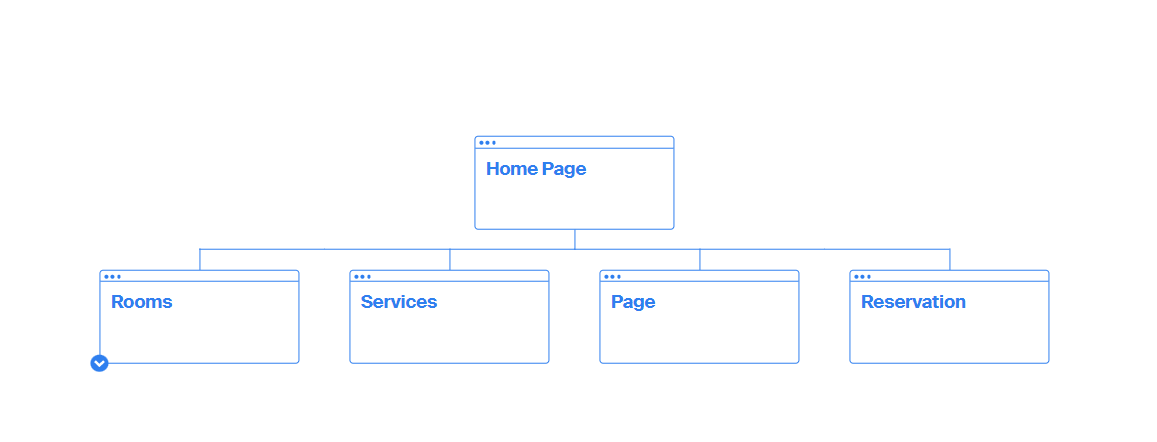 Home Page
Rooms
Services
Page
Reservation